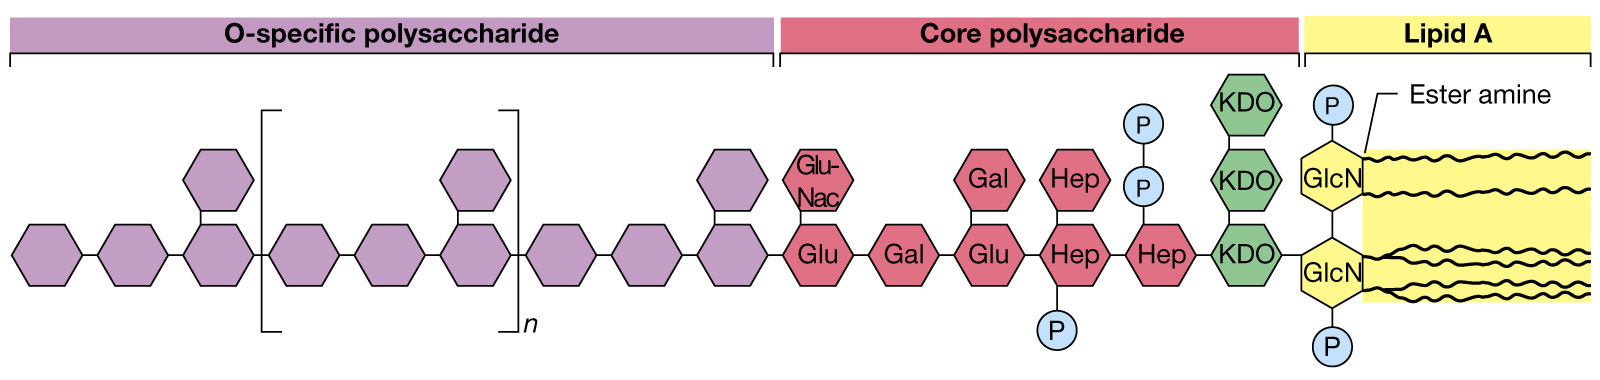 O-specific polysaccharide
Core polysaccharide
Lipid A
KDO
P
Ester amine
P
Glu-
Nac
Gal
Hep
P
KDO
GlcN
Glu
Gal
Glu
Hep
Hep
KDO
GlcN
n
P
P